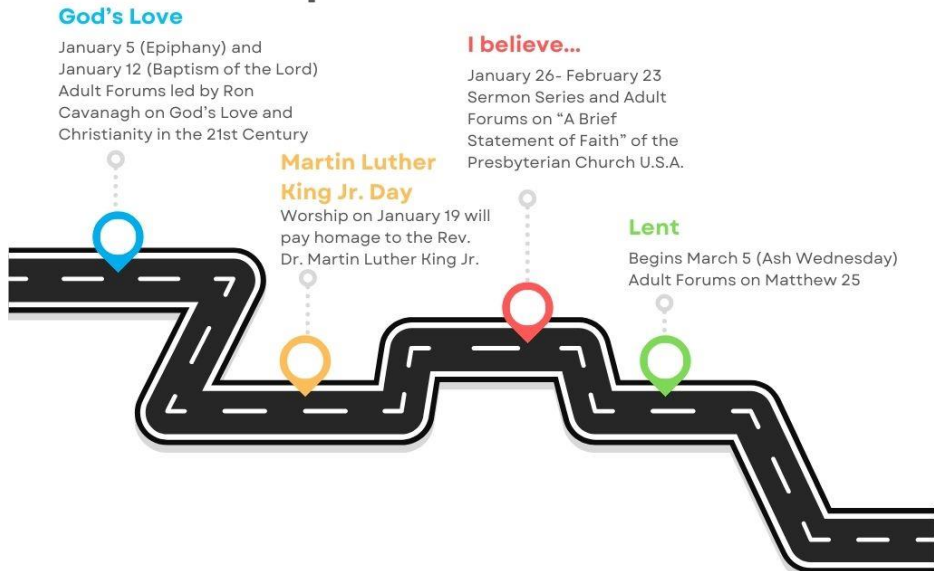 God's Love
January 5 (Epiphany) and
January 12 (Baptism of the Lord)
Adult Forums led by Ron
Cavanagh on God's Love and
Christianity in the 21st Century
Martin Luther
King Jr. Day
Worship on January 19 will
pay homage to the Rev.
Dr. Martin Luther King Jr.
I believe...
January 26- February 23
Sermon Series and Adult
Forums on “A Brief
Statement of Faith” of the
Presbyterian Church U.S.A.
Lent
Begins March 5 (Ash Wednesday)
Adult Forums on Matthew 25